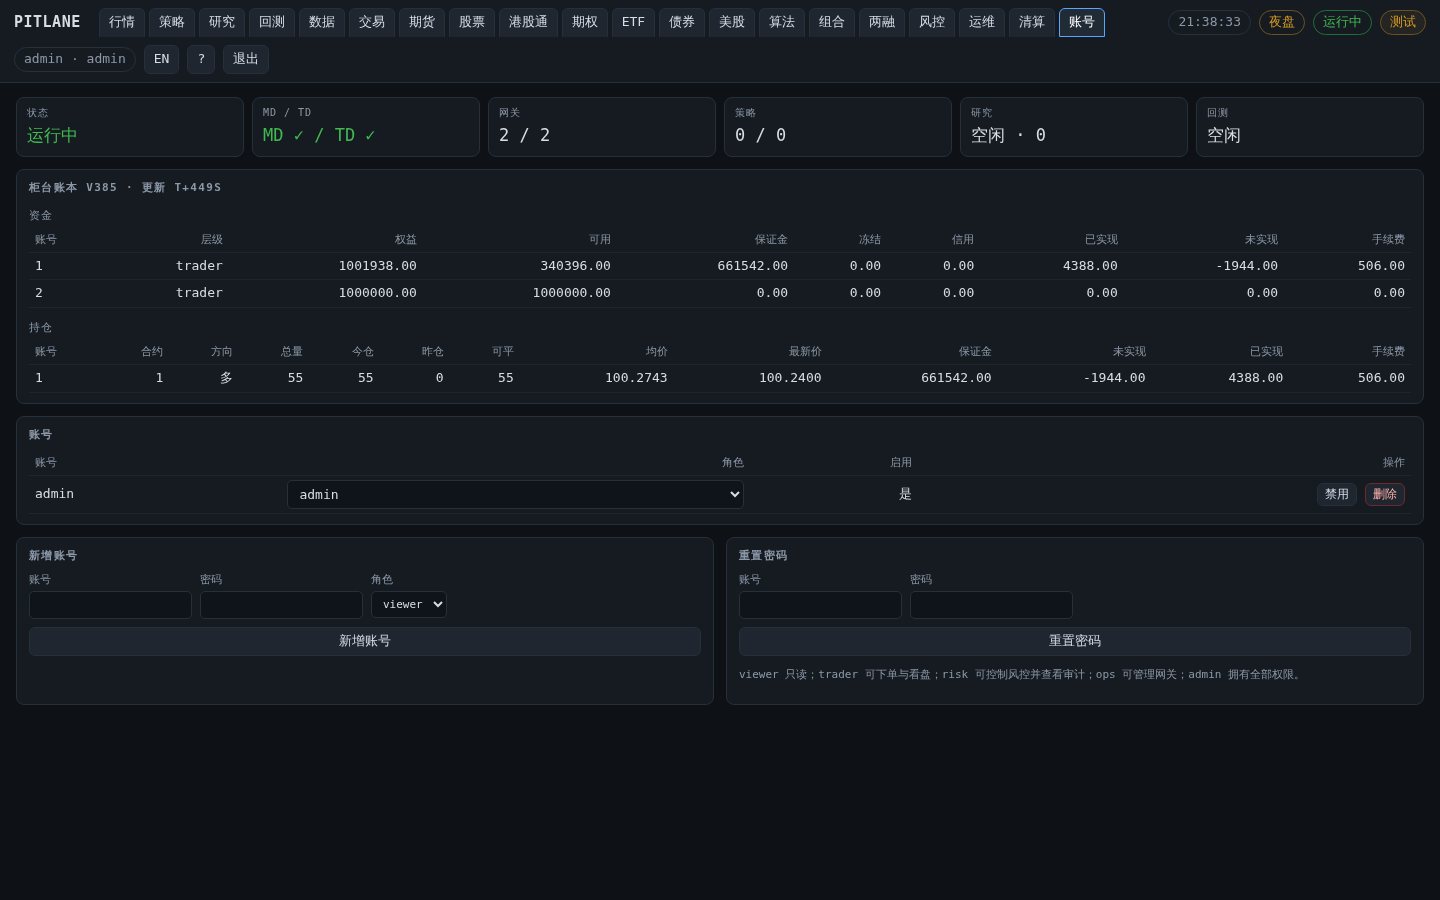 PITLANE 行情 策略 研究 回测 数据 交易 期货 股票 港股通 期权 ETF 债券 美股 算法 组合 两融 风控 运维 清算 账号 21:38:33 夜盘 运行中 测试
admin · admin EN ? 退出
状态 MD / TD 网关 策略 研究 回测
运行中 MD ✓ / TD ✓ 2 / 2 0 / 0 空闲 · 0 空闲
柜台账本 V385 · 更新 T+449S
资金
账号 层级 权益 可用 保证金 冻结 信用 已实现 未实现 手续费
1 trader 1001938.00 340396.00 661542.00 0.00 0.00 4388.00 -1944.00 506.00
2 trader 1000000.00 1000000.00 0.00 0.00 0.00 0.00 0.00 0.00
持仓
账号 合约 方向 总量 今仓 昨仓 可平 均价 最新价 保证金 未实现 已实现 手续费
1 1 多 55 55 0 55 100.2743 100.2400 661542.00 -1944.00 4388.00 506.00
账号
账号 角色 启用 操作
admin admin 是 禁用 删除
新增账号
账号 密码 角色
viewer
新增账号
重置密码
账号 密码
重置密码
viewer 只读；trader 可下单与看盘；risk 可控制风控并查看审计；ops 可管理网关；admin 拥有全部权限。